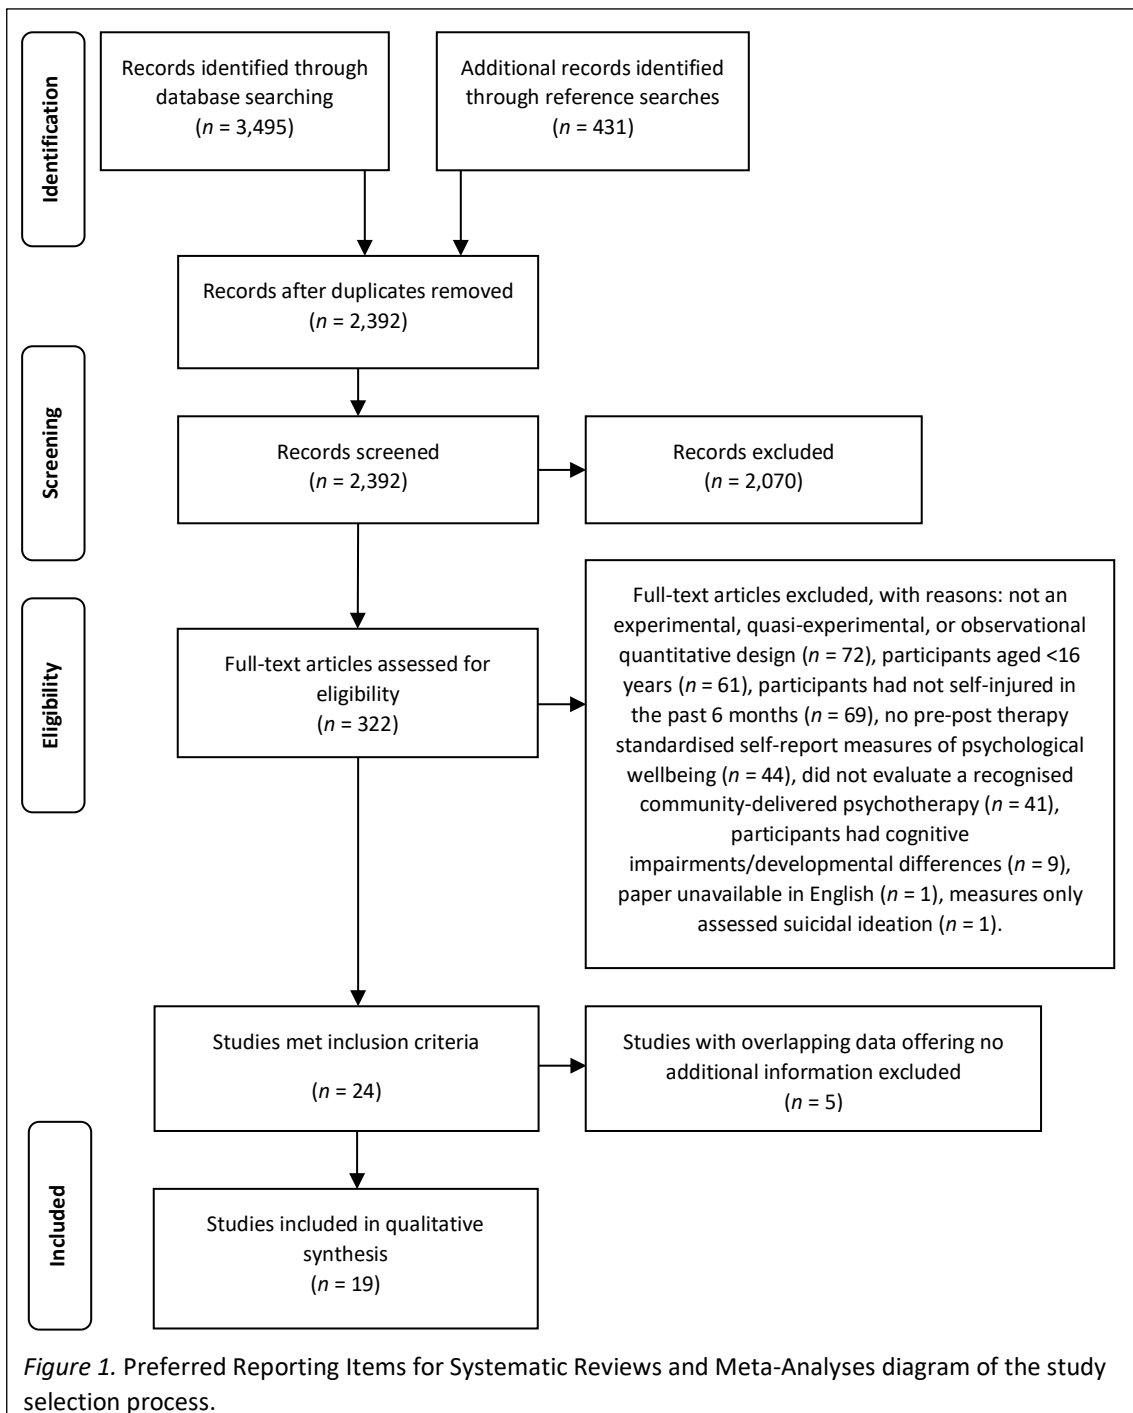 Identification
Records identified through
database searching
(n = 3,495)
Additional records identified
through reference searches
(n = 431)
Records after duplicates removed
(n = 2,392)
Screening
Records screened
(n = 2,392)
Records excluded
(n = 2,070)
Eligibility
Full-text articles assessed for
eligibility
(n = 322)
Full-text articles excluded, with reasons: not an
experimental, quasi-experimental, or observational
quantitative design (n = 72), participants aged <16
years (n = 61), participants had not self-injured in
the past 6 months (n = 69), no pre-post therapy
standardised self-report measures of psychological
wellbeing (n = 44), did not evaluate a recognised
community-delivered psychotherapy (n = 41),
participants had cognitive
impairments/developmental differences (n = 9),
paper unavailable in English (n = 1), measures only
assessed suicidal ideation (n = 1).
Studies met inclusion criteria
(n = 24)
Studies with overlapping data offering no
additional information excluded
(n = 5)
Included
Studies included in qualitative
synthesis
(n = 19)
Figure 1. Preferred Reporting Items for Systematic Reviews and Meta-Analyses diagram of the study
selection process.